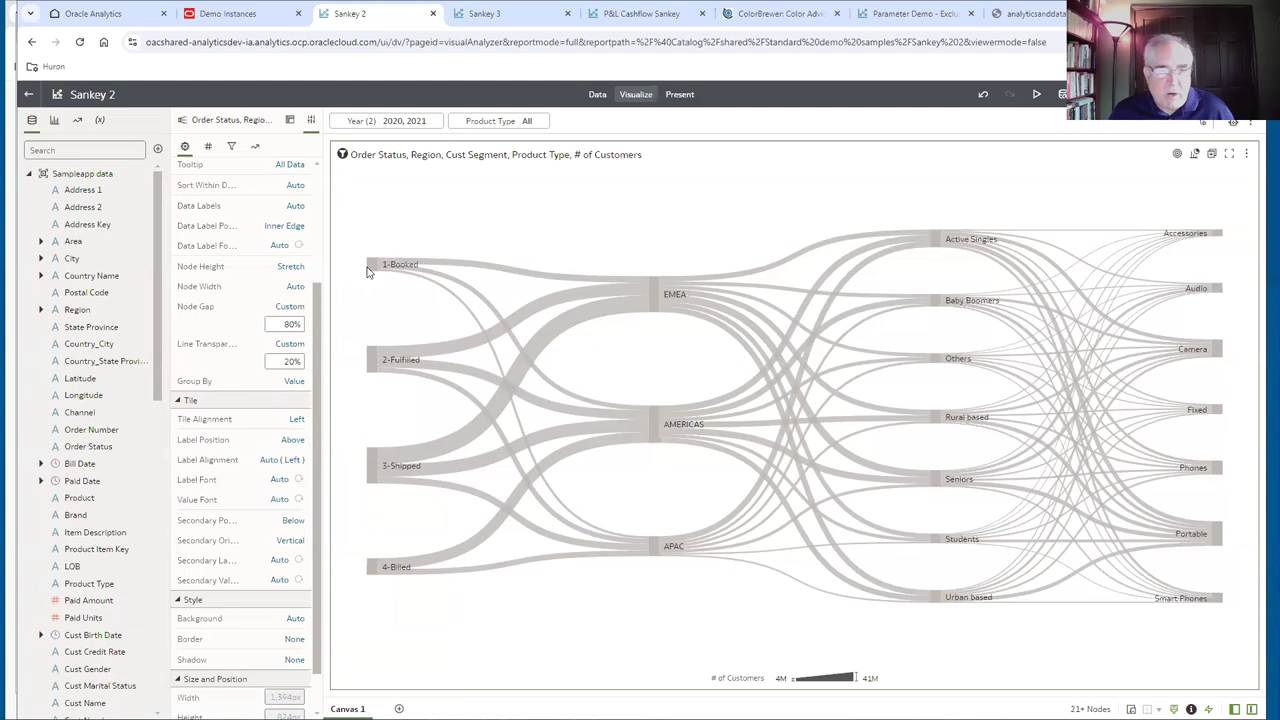 Oracle Analytics
Demo Instances
Sankey 2
Sankey 3
P&L Cashflow Sankey
ColorBrewer: Color Adv
Parameter Demo - Exclu
analyticsanddata
oacshared-analyticsdev-ia.analytics.ocp.oraclecloud.com/ui/dv/?pageid=visualAnalyzer&reportmode=full&reportpath=%2F%40Catalog%2Fshared%2FStandard%20demo%20samples%2FSankey%202&viewermode=false
Huron
Sankey 2
Data
Visualize
Present
Order Status, Regio...
Year (2) 2020, 2021
Product Type All
Search
Sampleapp data
Address 1
Address 2
Address Key
Area
City
Country Name
Postal Code
Region
State Province
Country_City
Country_State Provi...
Latitude
Longitude
Channel
Order Number
Order Status
Bill Date
Paid Date
Product
Brand
Item Description
Product Item Key
LOB
Product Type
Paid Amount
Paid Units
Cust Birth Date
Cust Credit Rate
Cust Gender
Cust Marital Status
Cust Name
Tooltip All Data
Sort Within D... Auto
Data Labels Auto
Data Label Po... Inner Edge
Data Label Fo... Auto
Node Height Stretch
Node Width Auto
Node Gap Custom
80%
Line Transpar... Custom
20%
Group By Value
Tile
Tile Alignment Left
Label Position Above
Label Alignment Auto ( Left )
Label Font Auto
Value Font Auto
Secondary Po... Below
Secondary Ori... Vertical
Secondary La... Auto
Secondary Val... Auto
Style
Background Auto
Border None
Shadow None
Size and Position
Width 1,394px
Height 874px
Order Status, Region, Cust Segment, Product Type, # of Customers
1-Booked
2-Fulfilled
3-Shipped
4-Billed
EMEA
AMERICAS
APAC
Active Singles
Baby Boomers
Others
Rural based
Seniors
Students
Urban based
Accessories
Audio
Camera
Fixed
Phones
Portable
Smart Phones
# of Customers 4M 41M
Canvas 1
21+ Nodes